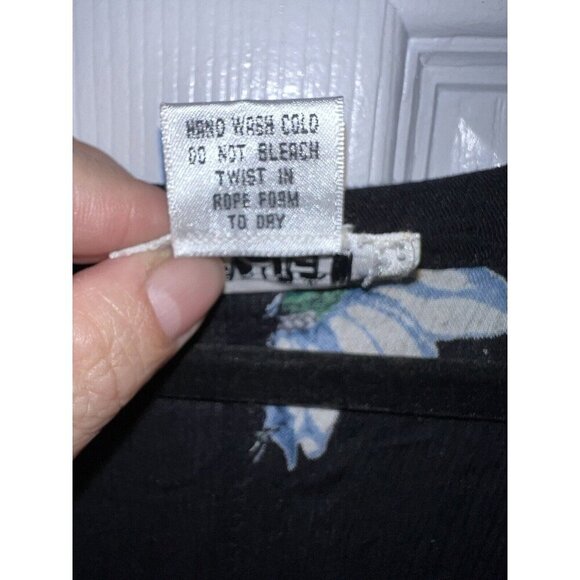 HAND WASH COLD
DO NOT BLEACH
TWIST IN
ROPE FORM
TO DRY